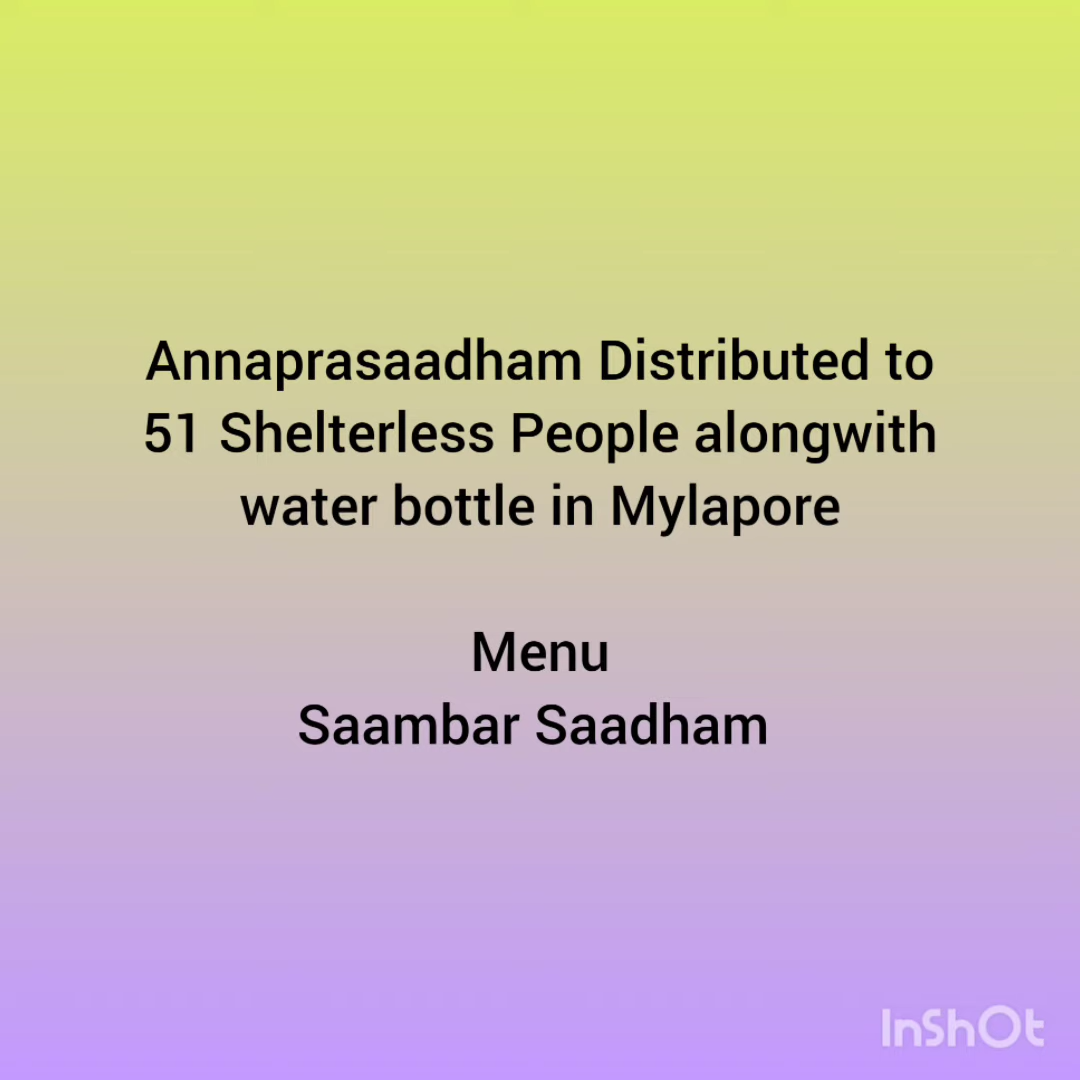 Annaprasaadham Distributed to
51 Shelterless People alongwith
water bottle in Mylapore
Menu
Saambar Saadham
InShOt